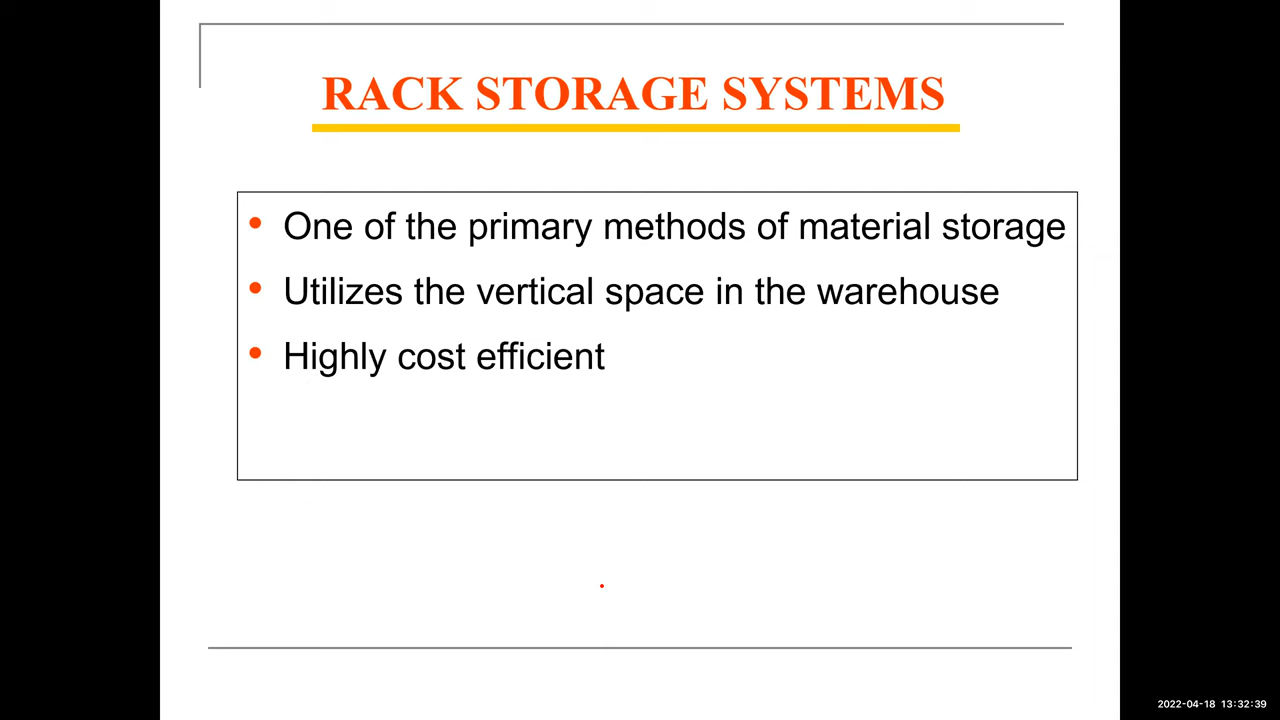 RACK STORAGE SYSTEMS
• One of the primary methods of material storage
• Utilizes the vertical space in the warehouse
• Highly cost efficient
2022-04-18 13:32:39